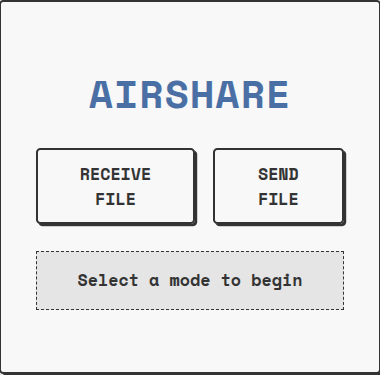 AIRSHARE
RECEIVE
FILE
SEND
FILE
Select a mode to begin